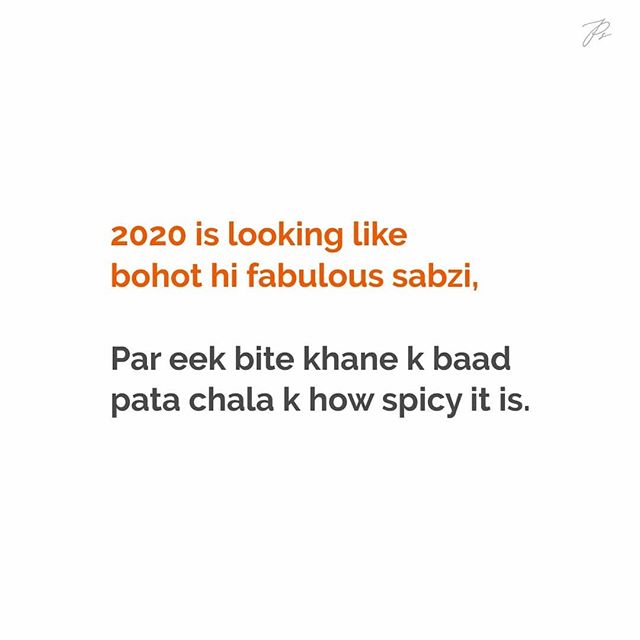 2020 is looking like
bohot hi fabulous sabzi,
Par eek bite khane k baad
pata chala k how spicy it is.